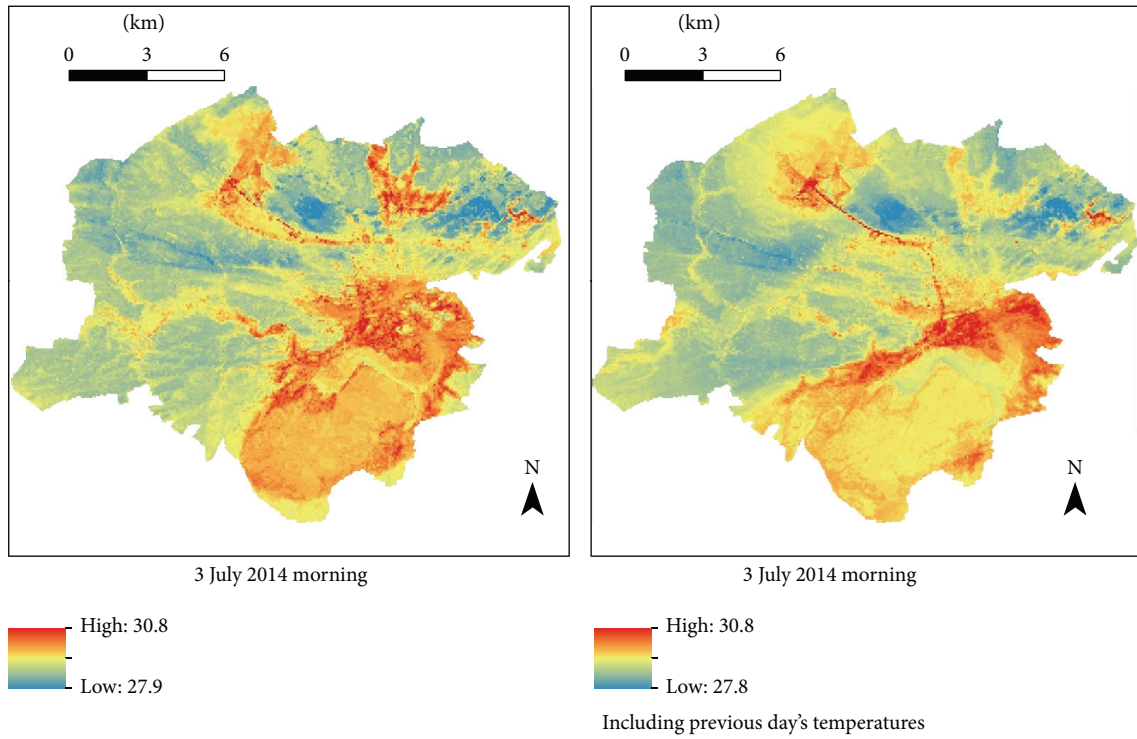 (km)
0 3 6
N
3 July 2014 morning
High: 30.8
Low: 27.9
(km)
0 3 6
N
3 July 2014 morning
High: 30.8
Low: 27.8
Including previous day's temperatures